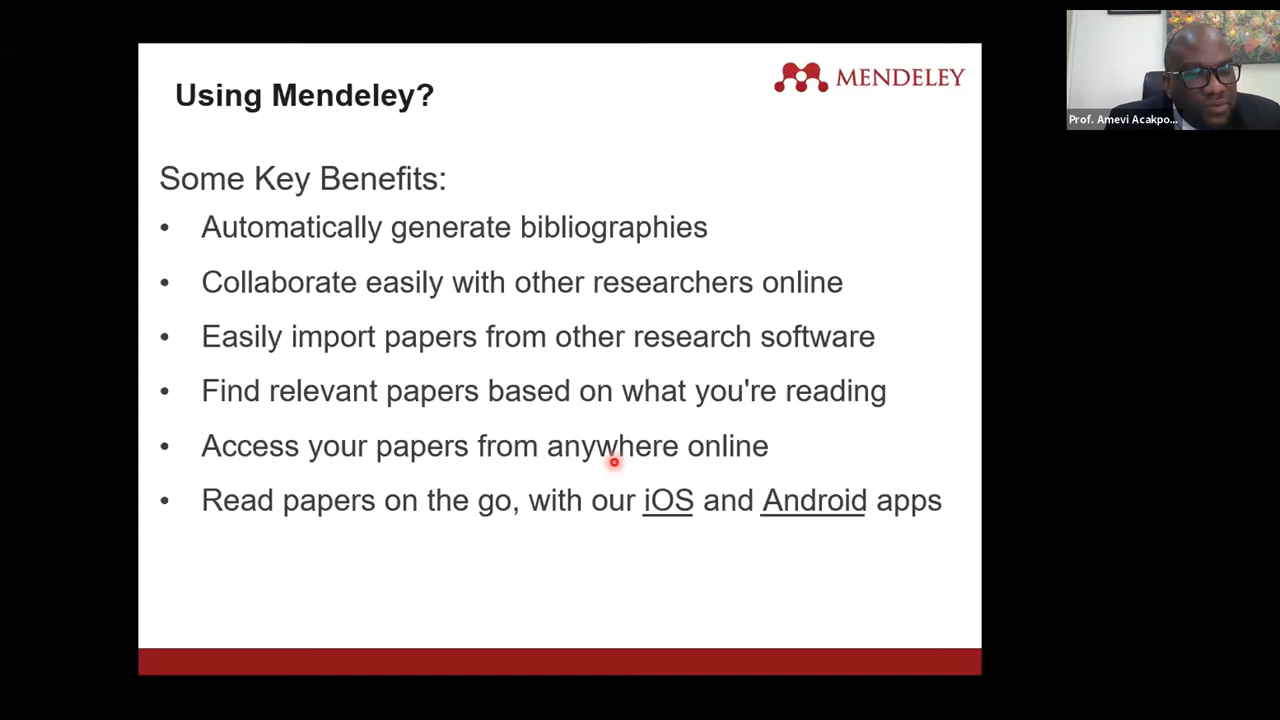 Using Mendeley?
MENDELEY
Prof. Amevi Acakpo...
Some Key Benefits:
• Automatically generate bibliographies
• Collaborate easily with other researchers online
• Easily import papers from other research software
• Find relevant papers based on what you're reading
• Access your papers from anywhere online
• Read papers on the go, with our iOS and Android apps